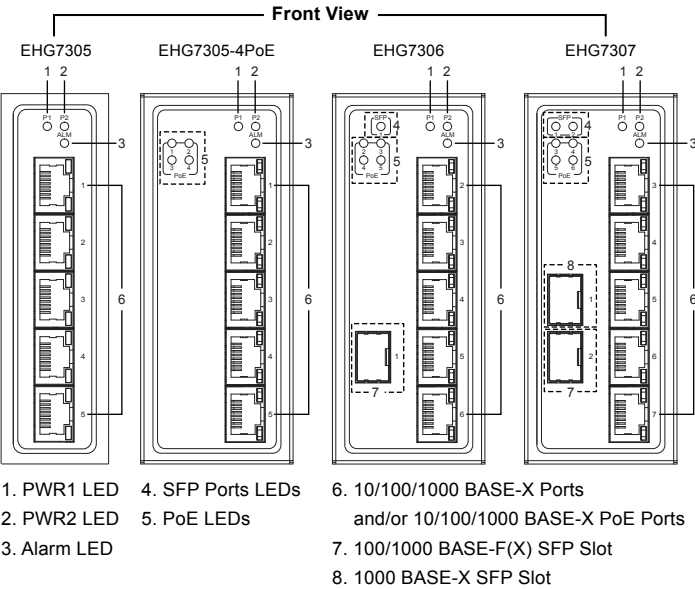 Front View
EHG7305 EHG7305-4PoE EHG7306 EHG7307
1 2 1 2 1 2 1 2
P1 P2 P1 P2 SFP P1 P2 SFP P1 P2
1 4 1 2 4
ALM ALM ALM ALM
3 3 3 3
1 2 2 3 3 4
3 4 5 4 5 5 5 6 5
PoE PoE PoE
1 1 2 3
2 2 3 4
8
3 6 3 6 4 6 1 5 6
4 4 1 5 2 6
7 7
5 5 6 7
1. PWR1 LED 4. SFP Ports LEDs 6. 10/100/1000 BASE-X Ports
2. PWR2 LED 5. PoE LEDs and/or 10/100/1000 BASE-X PoE Ports
3. Alarm LED 7. 100/1000 BASE-F(X) SFP Slot
8. 1000 BASE-X SFP Slot